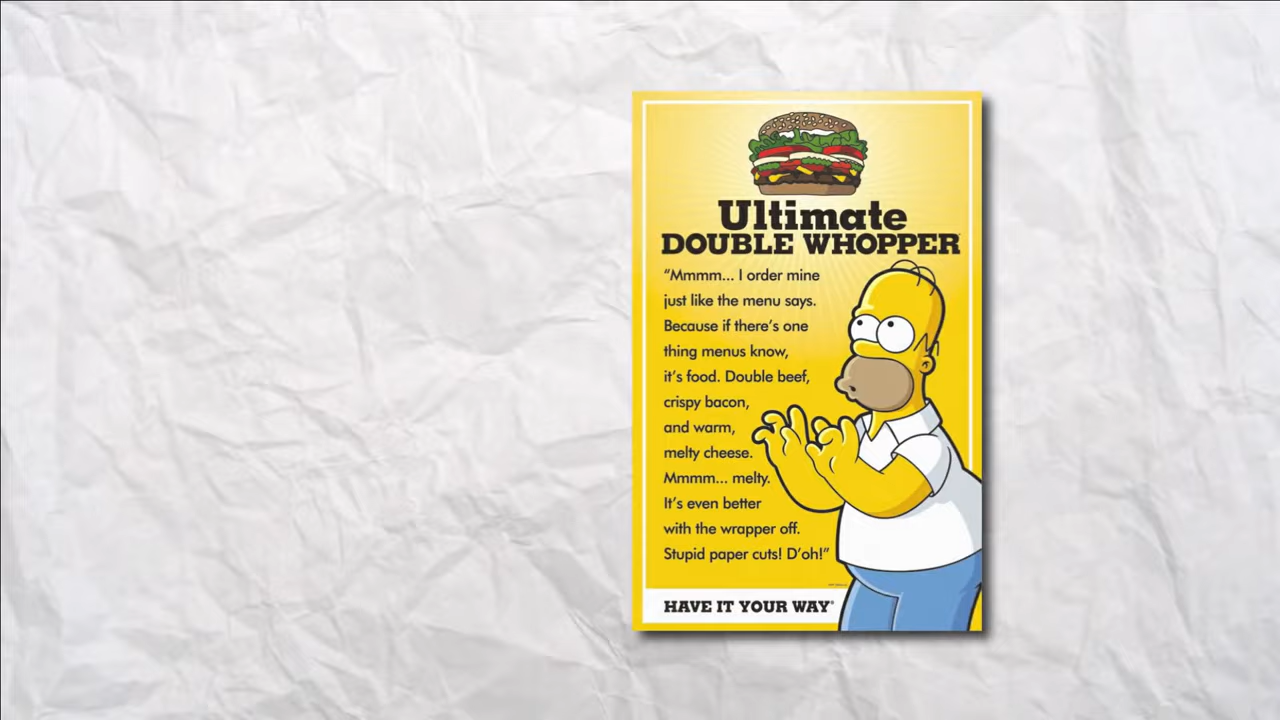 Ultimate
DOUBLE WHOPPER
“Mmmm... I order mine
just like the menu says.
Because if there’s one
thing menus know,
it’s food. Double beef,
crispy bacon,
and warm,
melty cheese.
Mmmm... melty.
It’s even better
with the wrapper off.
Stupid paper cuts! D’oh!”
HAVE IT YOUR WAY®